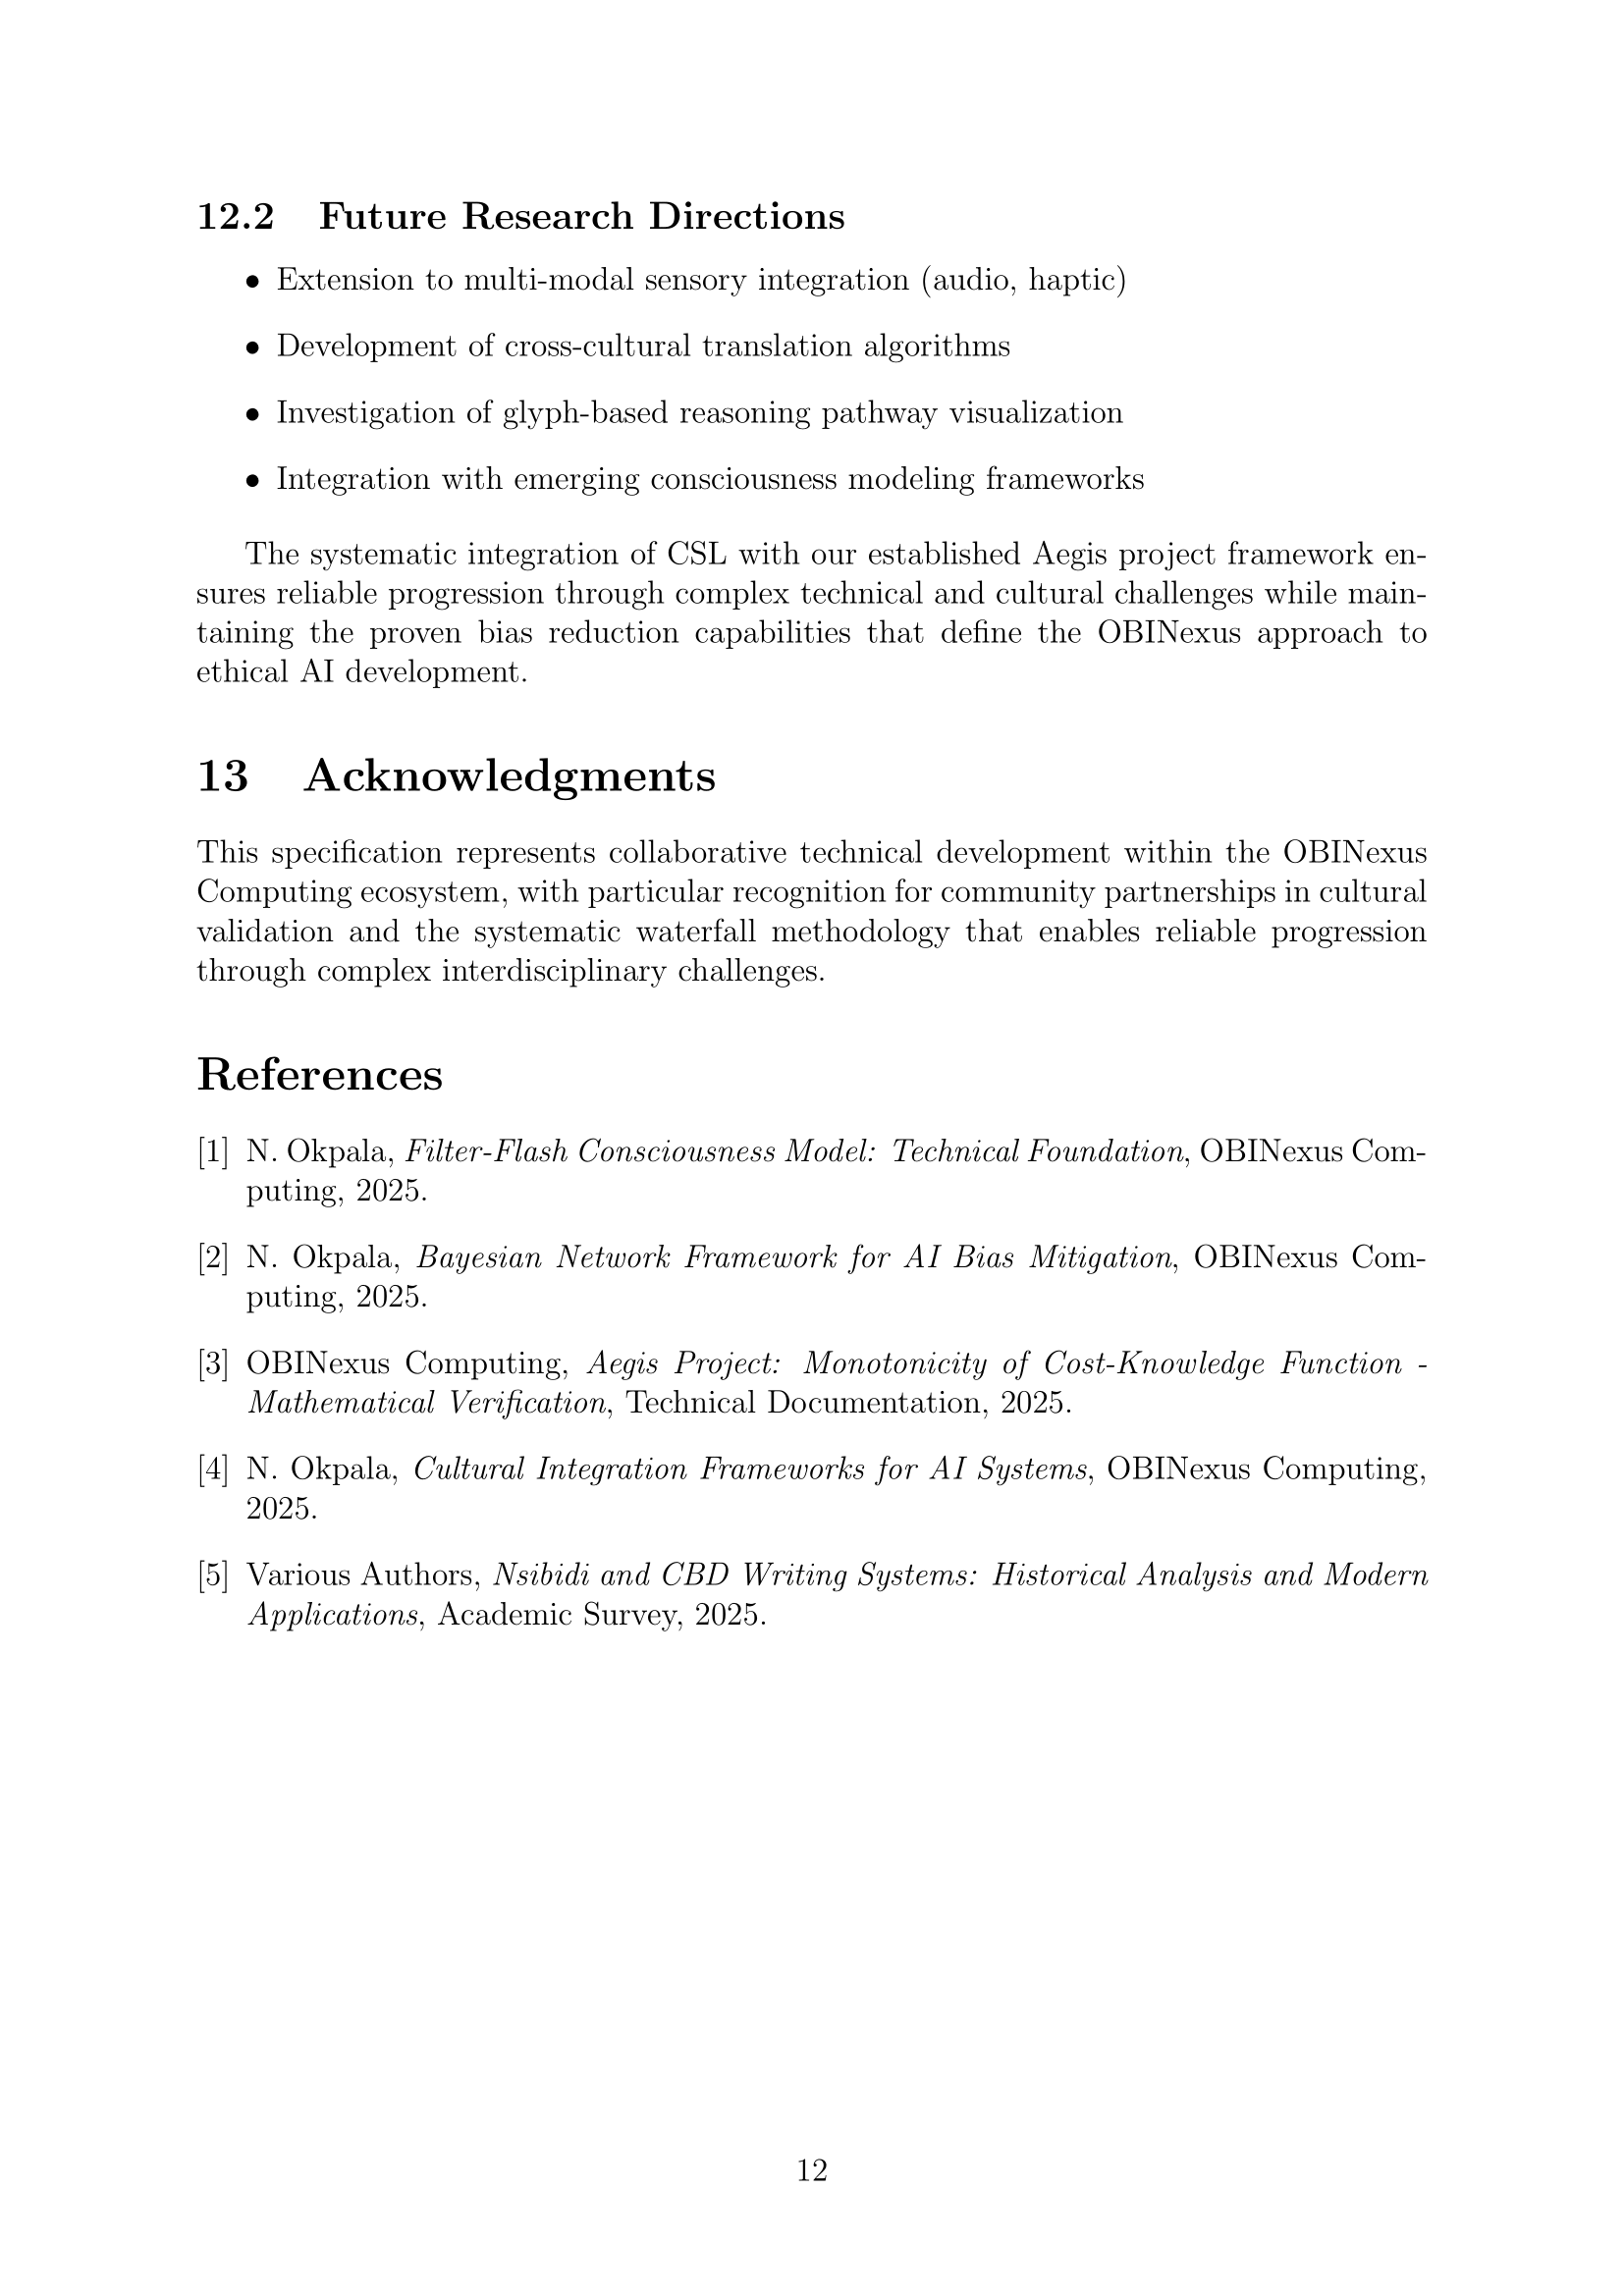 12.2 Future Research Directions
• Extension to multi-modal sensory integration (audio, haptic)
• Development of cross-cultural translation algorithms
• Investigation of glyph-based reasoning pathway visualization
• Integration with emerging consciousness modeling frameworks
The systematic integration of CSL with our established Aegis project framework en-
sures reliable progression through complex technical and cultural challenges while main-
taining the proven bias reduction capabilities that define the OBINexus approach to
ethical AI development.
13 Acknowledgments
This specification represents collaborative technical development within the OBINexus
Computing ecosystem, with particular recognition for community partnerships in cultural
validation and the systematic waterfall methodology that enables reliable progression
through complex interdisciplinary challenges.
References
[1] N. Okpala, Filter-Flash Consciousness Model: Technical Foundation, OBINexus Com-
puting, 2025.
[2] N. Okpala, Bayesian Network Framework for AI Bias Mitigation, OBINexus Com-
puting, 2025.
[3] OBINexus Computing, Aegis Project: Monotonicity of Cost-Knowledge Function -
Mathematical Verification, Technical Documentation, 2025.
[4] N. Okpala, Cultural Integration Frameworks for AI Systems, OBINexus Computing,
2025.
[5] Various Authors, Nsibidi and CBD Writing Systems: Historical Analysis and Modern
Applications, Academic Survey, 2025.
12